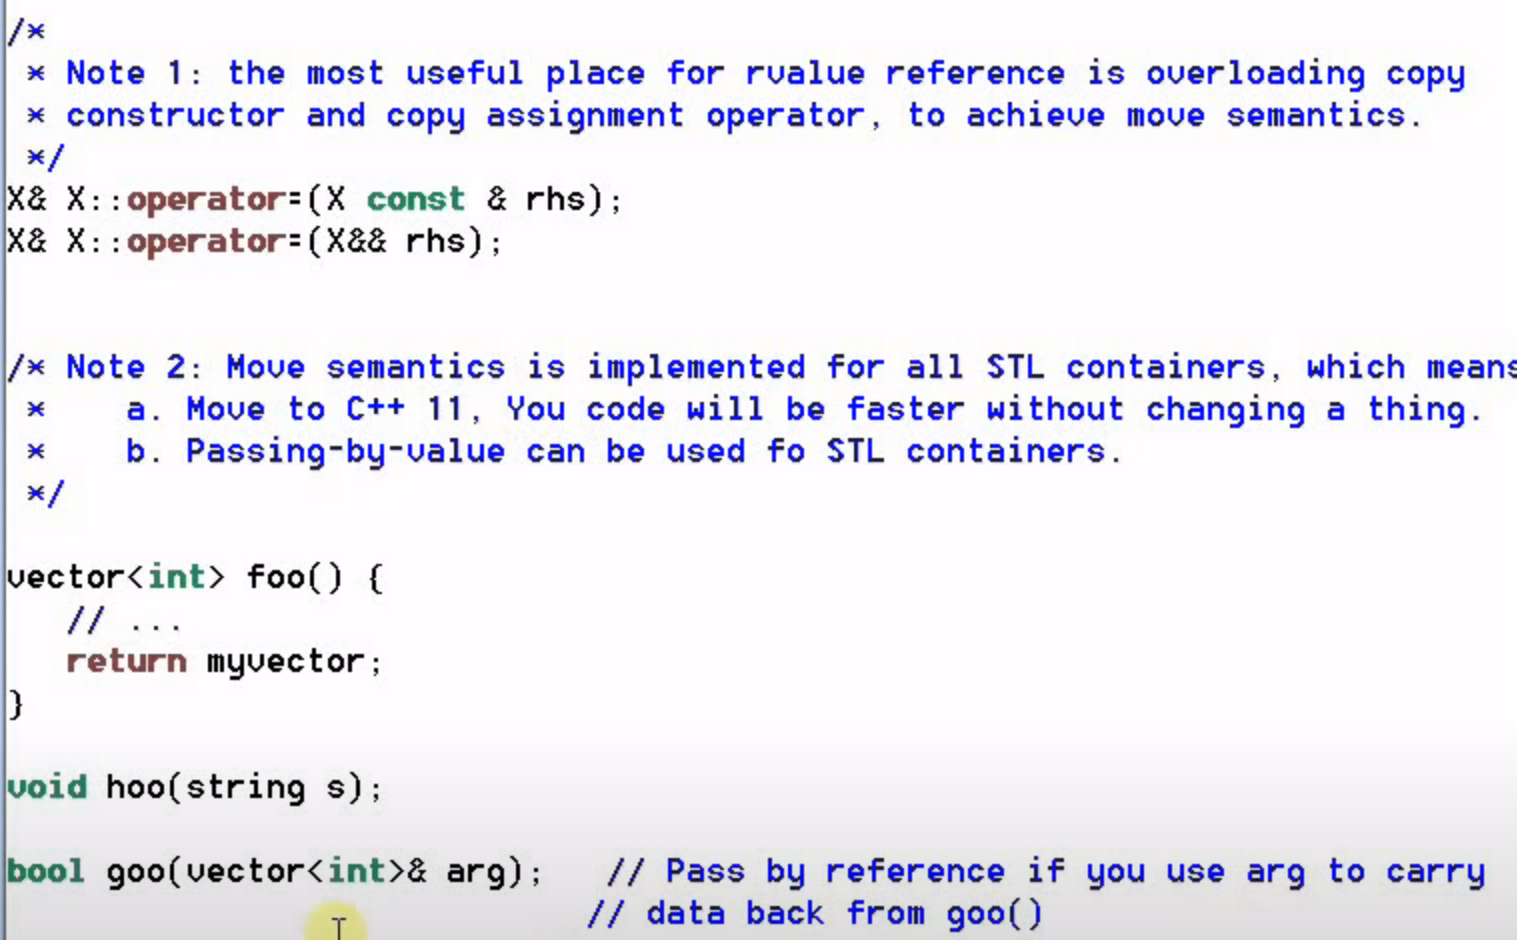 /*
 * Note 1: the most useful place for rvalue reference is overloading copy
 * constructor and copy assignment operator, to achieve move semantics.
 */
X& X::operator=(X const & rhs);
X& X::operator=(X&& rhs);
/* Note 2: Move semantics is implemented for all STL containers, which means
 *    a. Move to C++ 11, You code will be faster without changing a thing.
 *    b. Passing-by-value can be used fo STL containers.
 */
vector<int> foo() {
   // ...
   return myvector;
}
void hoo(string s);
bool goo(vector<int>& arg);   // Pass by reference if you use arg to carry
                             // data back from goo()